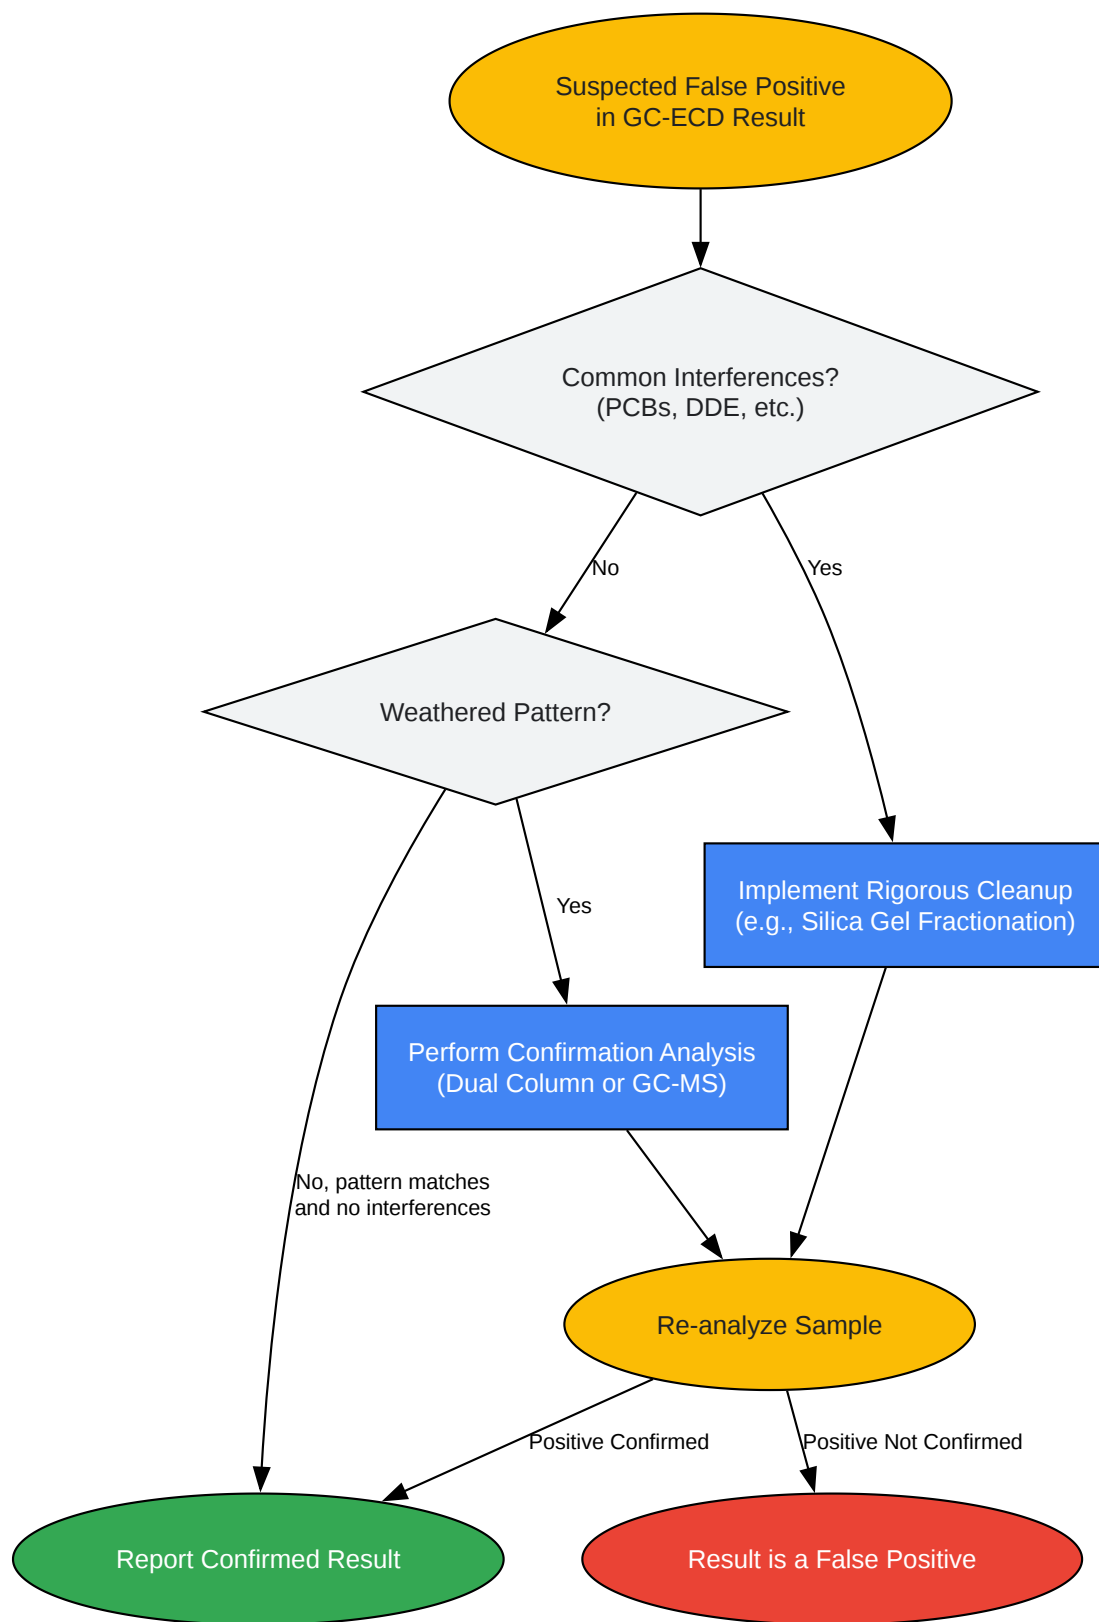 Suspected False Positive
in GC-ECD Result
Common Interferences?
(PCBs, DDE, etc.)
No
Yes
Weathered Pattern?
Implement Rigorous Cleanup
(e.g., Silica Gel Fractionation)
Yes
Perform Confirmation Analysis
(Dual Column or GC-MS)
No, pattern matches
and no interferences
Re-analyze Sample
Positive Confirmed
Positive Not Confirmed
Report Confirmed Result
Result is a False Positive